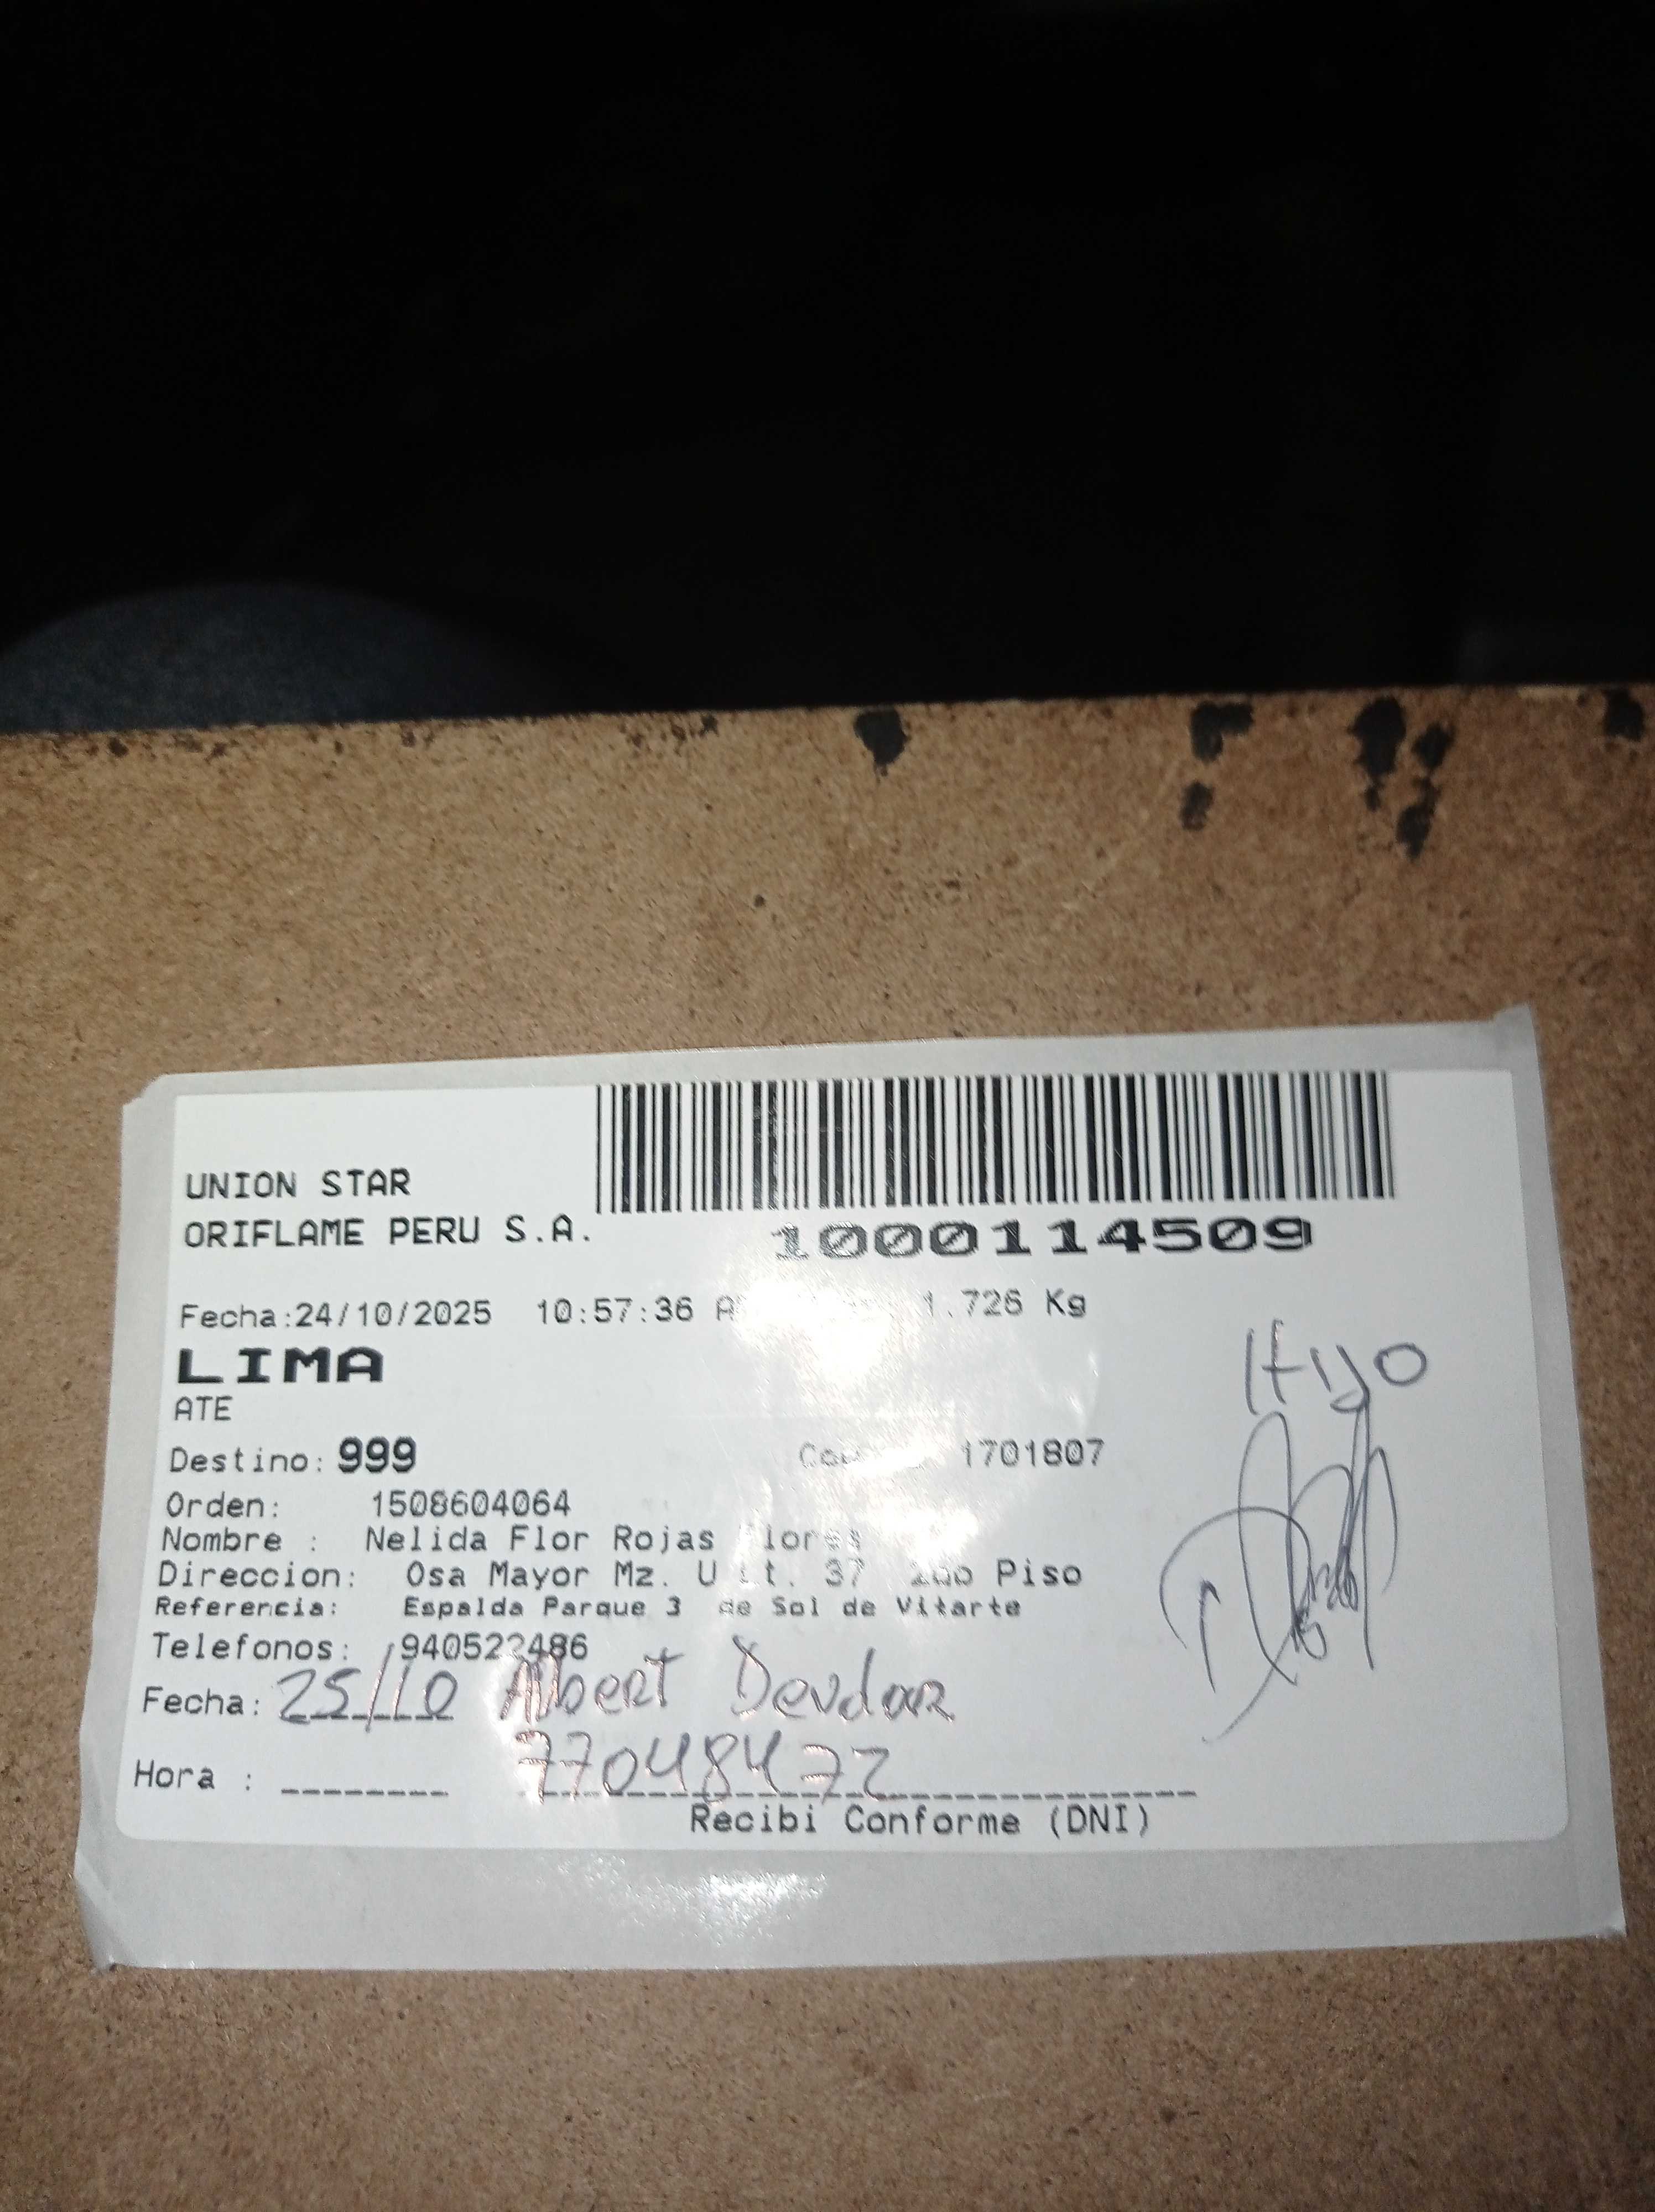 UNION STAR
ORIFLAME PERU S.A.
1000114509
Fecha:24/10/2025 10:57:36 1.726 Kg
LIMA
ATE
Destino: 999 1701807
Orden: 1508604064
Nombre : Nelida Flor Rojas
Direccion: Osa Mayor Mz. U 37 2do Piso
Referencia: Espalda Parque 3 de Sol de Vitarte
Telefonos: 940522486
Hijo
Fecha: 25/10 Albert
Hora : 77048472
Recibi Conforme (DNI)